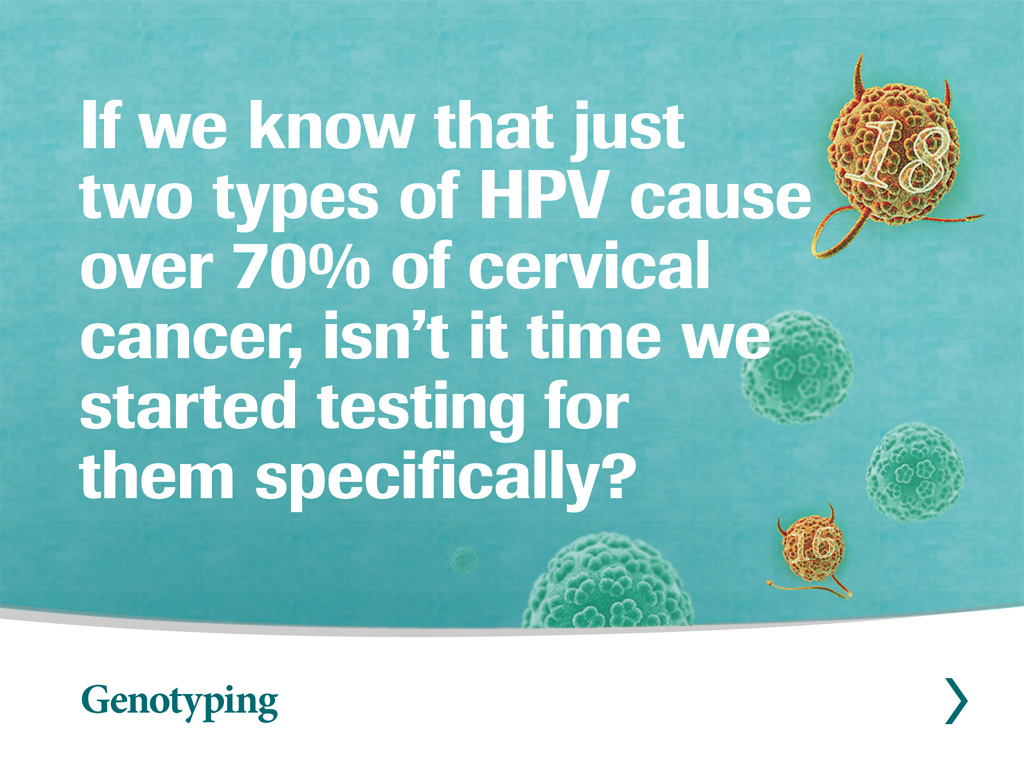 If we know that just
two types of HPV cause
over 70% of cervical
cancer, isn’t it time we
started testing for
them specifically?
18
16
Genotyping